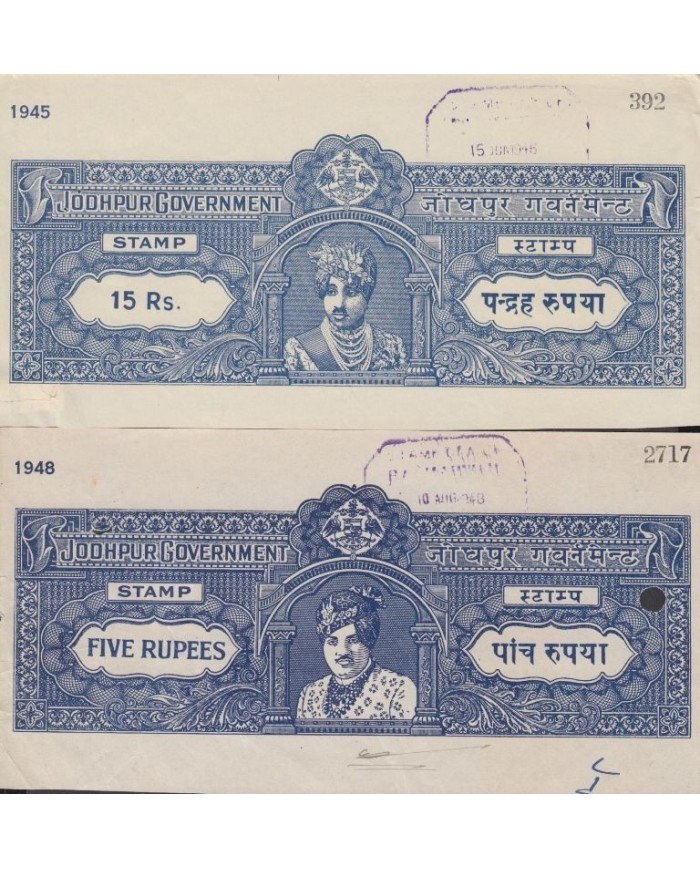 1945
392
15 JUN 1948
JODHPUR GOVERNMENT जोधपुर गवर्नमेन्ट
STAMP स्टाम्प
15 Rs. पन्द्रह रुपया
1948
2717
STAMP
10 AUG 1948
JODHPUR GOVERNMENT जोधपुर गवर्नमेन्ट
STAMP स्टाम्प
FIVE RUPEES पांच रुपया